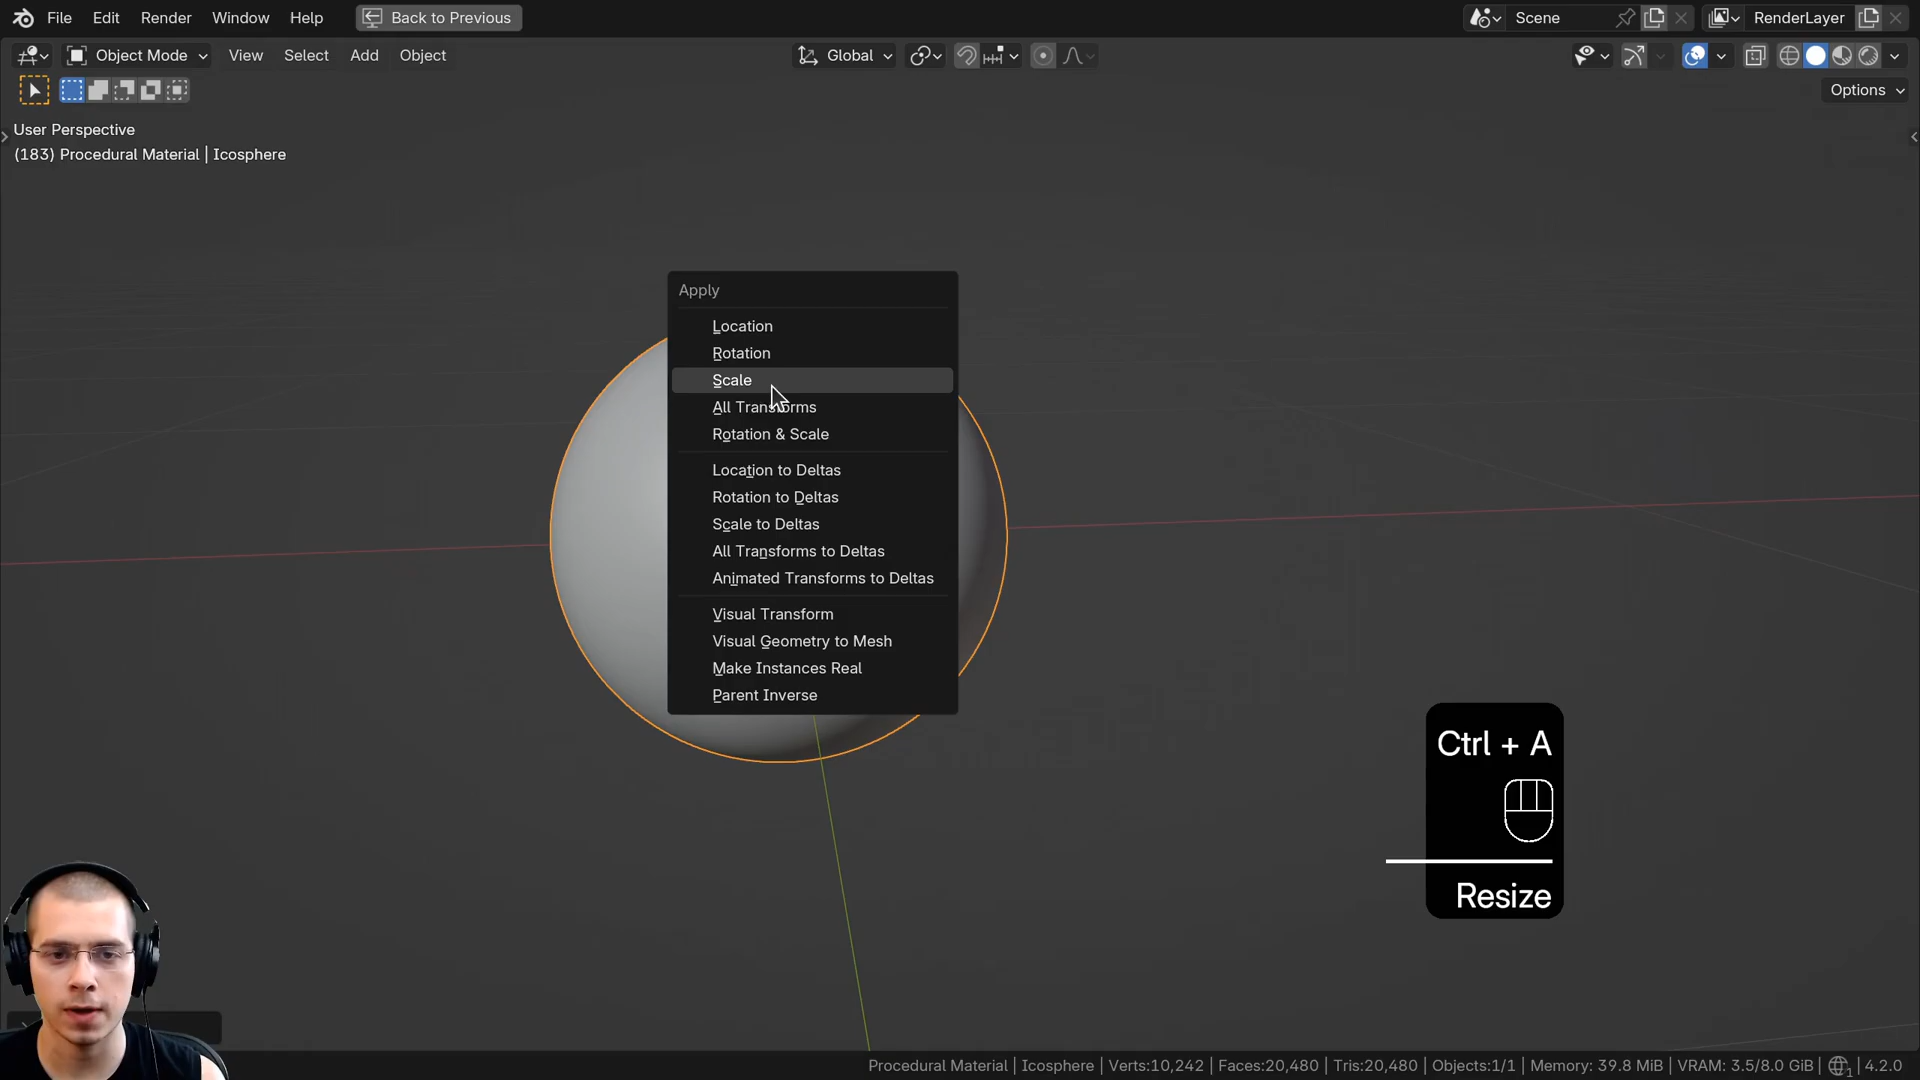 File Edit Render Window Help Back to Previous Scene RenderLayer
Object Mode View Select Add Object Global
Options
User Perspective
(183) Procedural Material | Icosphere
Apply
Location
Rotation
Scale
All Transforms
Rotation & Scale
Location to Deltas
Rotation to Deltas
Scale to Deltas
All Transforms to Deltas
Animated Transforms to Deltas
Visual Transform
Visual Geometry to Mesh
Make Instances Real
Parent Inverse
Ctrl + A
Resize
Procedural Material | Icosphere | Verts:10,242 | Faces:20,480 | Tris:20,480 | Objects:1/1 | Memory: 39.8 MiB | VRAM: 3.5/8.0 GiB | 1 | 4.2.0